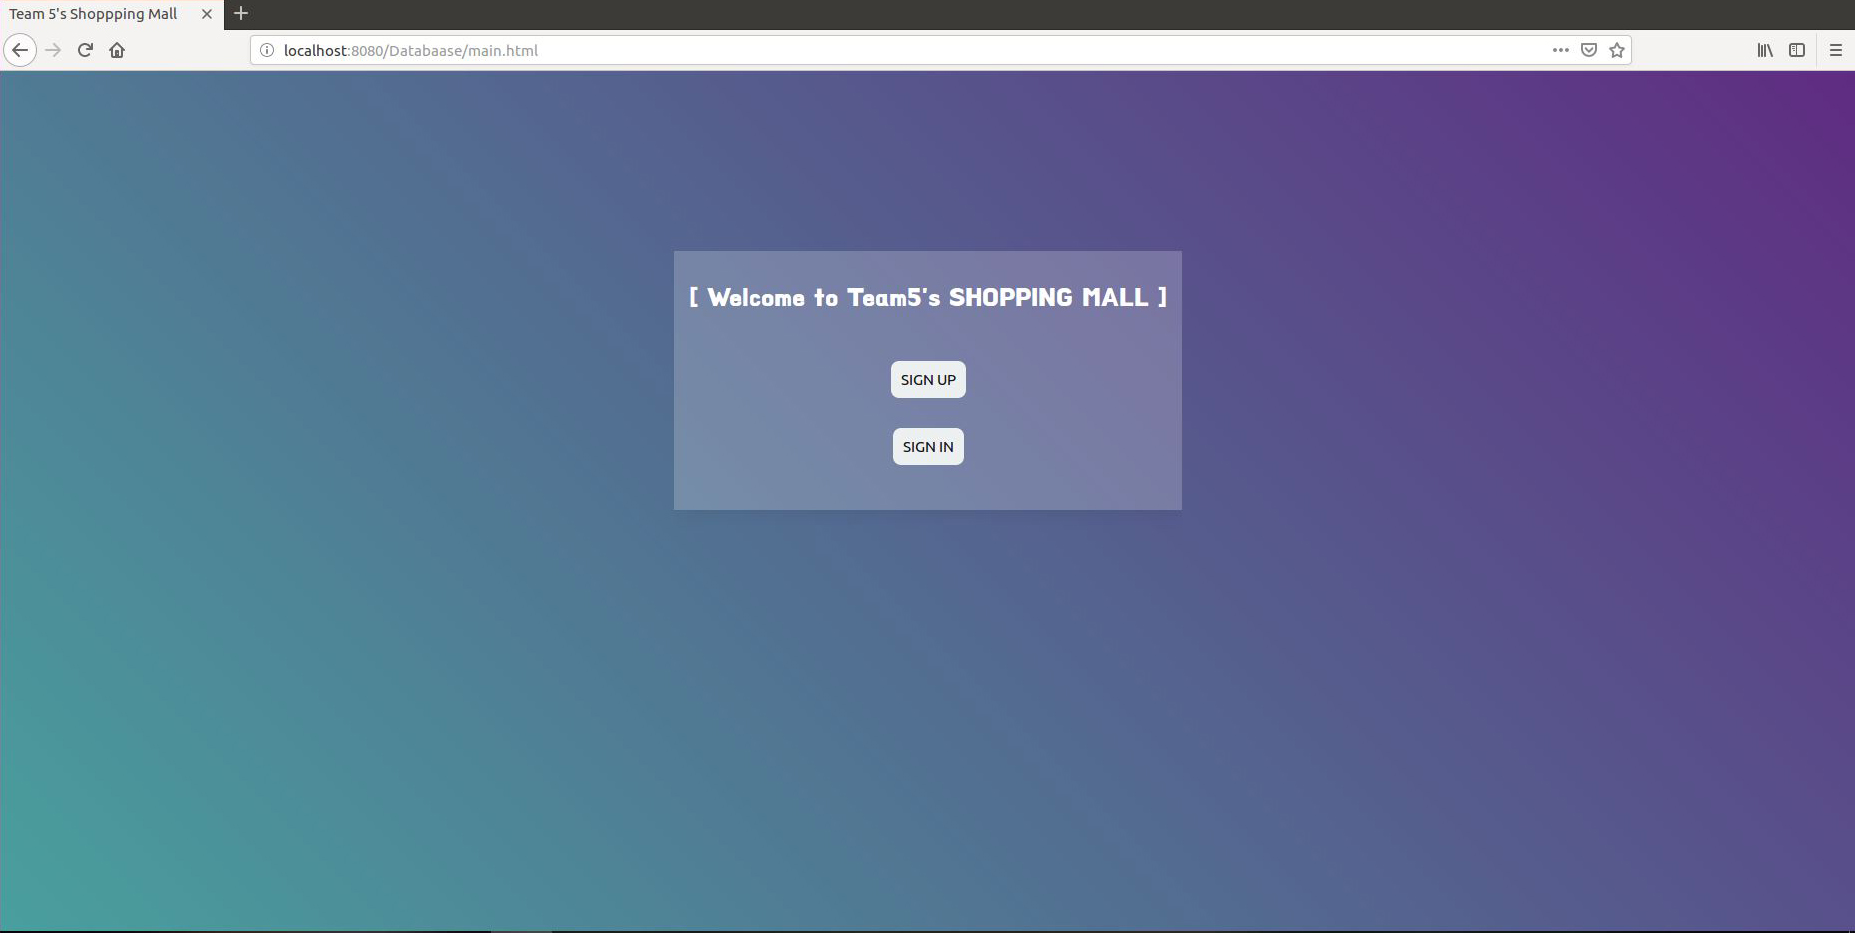 Team 5's Shoppping Mall
localhost:8080/Databaase/main.html
[ Welcome to Team5's SHOPPING MALL ]
SIGN UP
SIGN IN